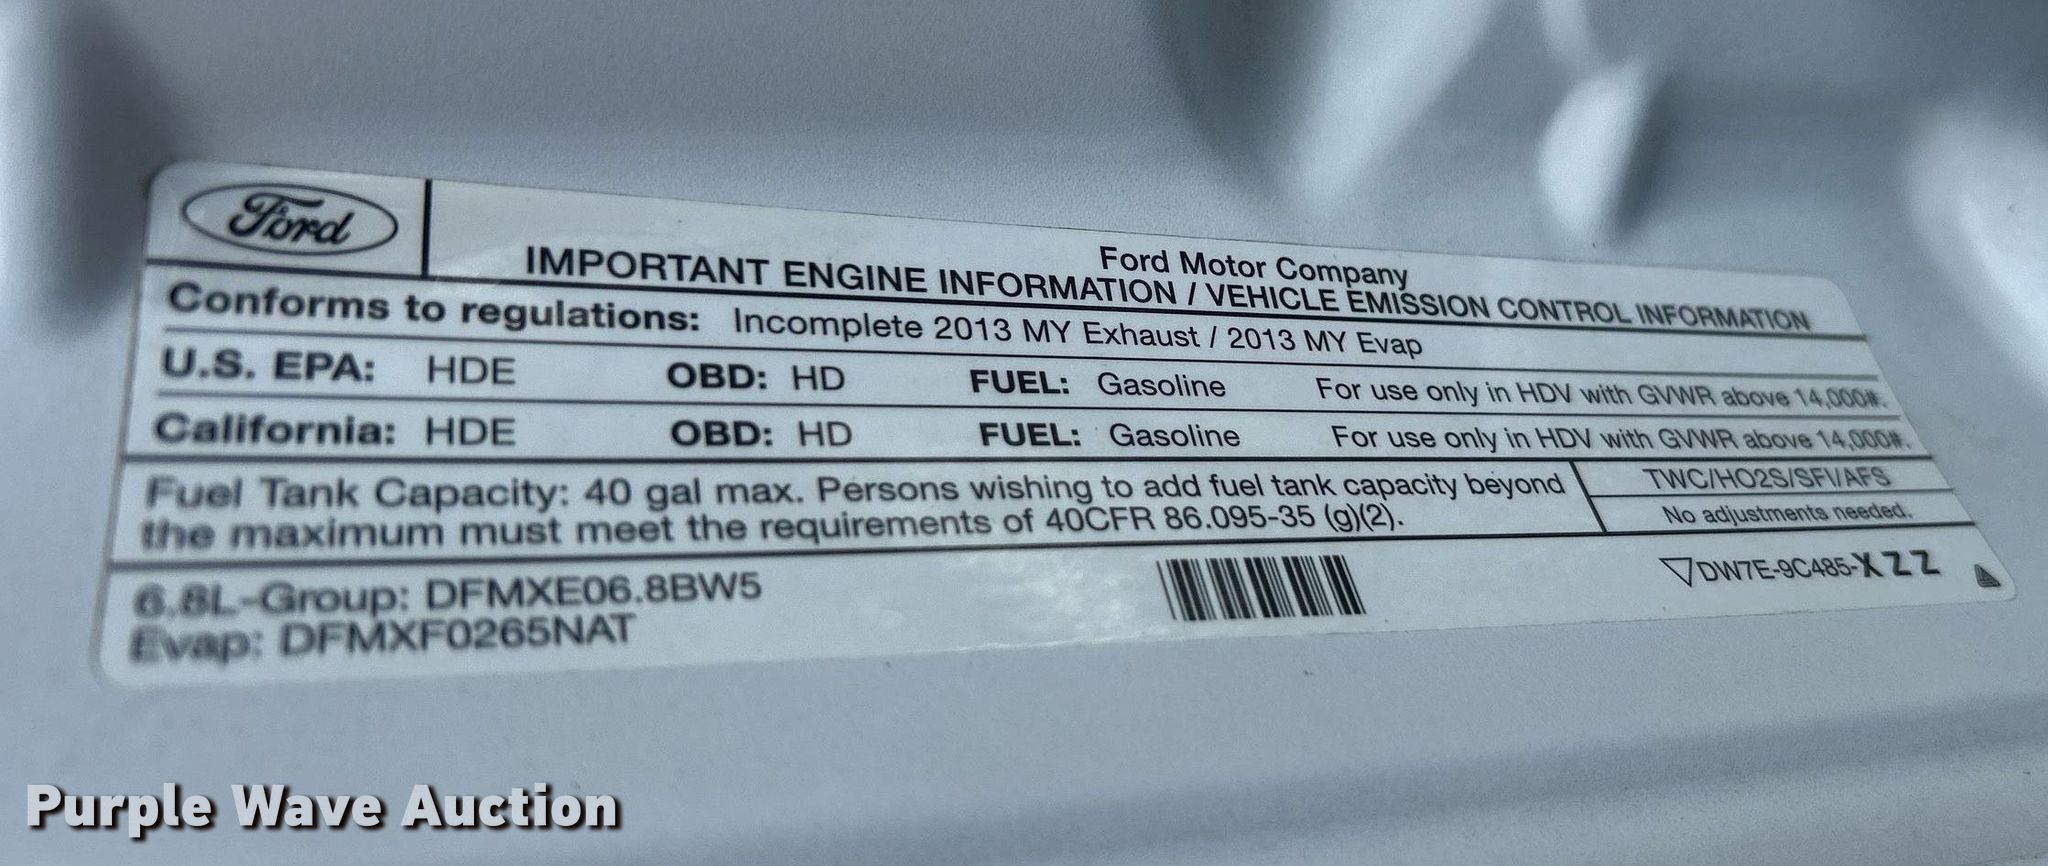 Ford
Ford Motor Company
IMPORTANT ENGINE INFORMATION / VEHICLE EMISSION CONTROL INFORMATION
Conforms to regulations: Incomplete 2013 MY Exhaust / 2013 MY Evap
U.S. EPA: HDE OBD: HD FUEL: Gasoline For use only in HDV with GVWR above 14,000#.
California: HDE OBD: HD FUEL: Gasoline For use only in HDV with GVWR above 14,000#.
Fuel Tank Capacity: 40 gal max. Persons wishing to add fuel tank capacity beyond
the maximum must meet the requirements of 40CFR 86.095-35 (g)(2).
TWC/HO2S/SFI/AFS
No adjustments needed.
6.8L-Group: DFMXE06.8BW5
Evap: DFMXF0265NAT
DW7E-9C485-XZZ
Purple Wave Auction